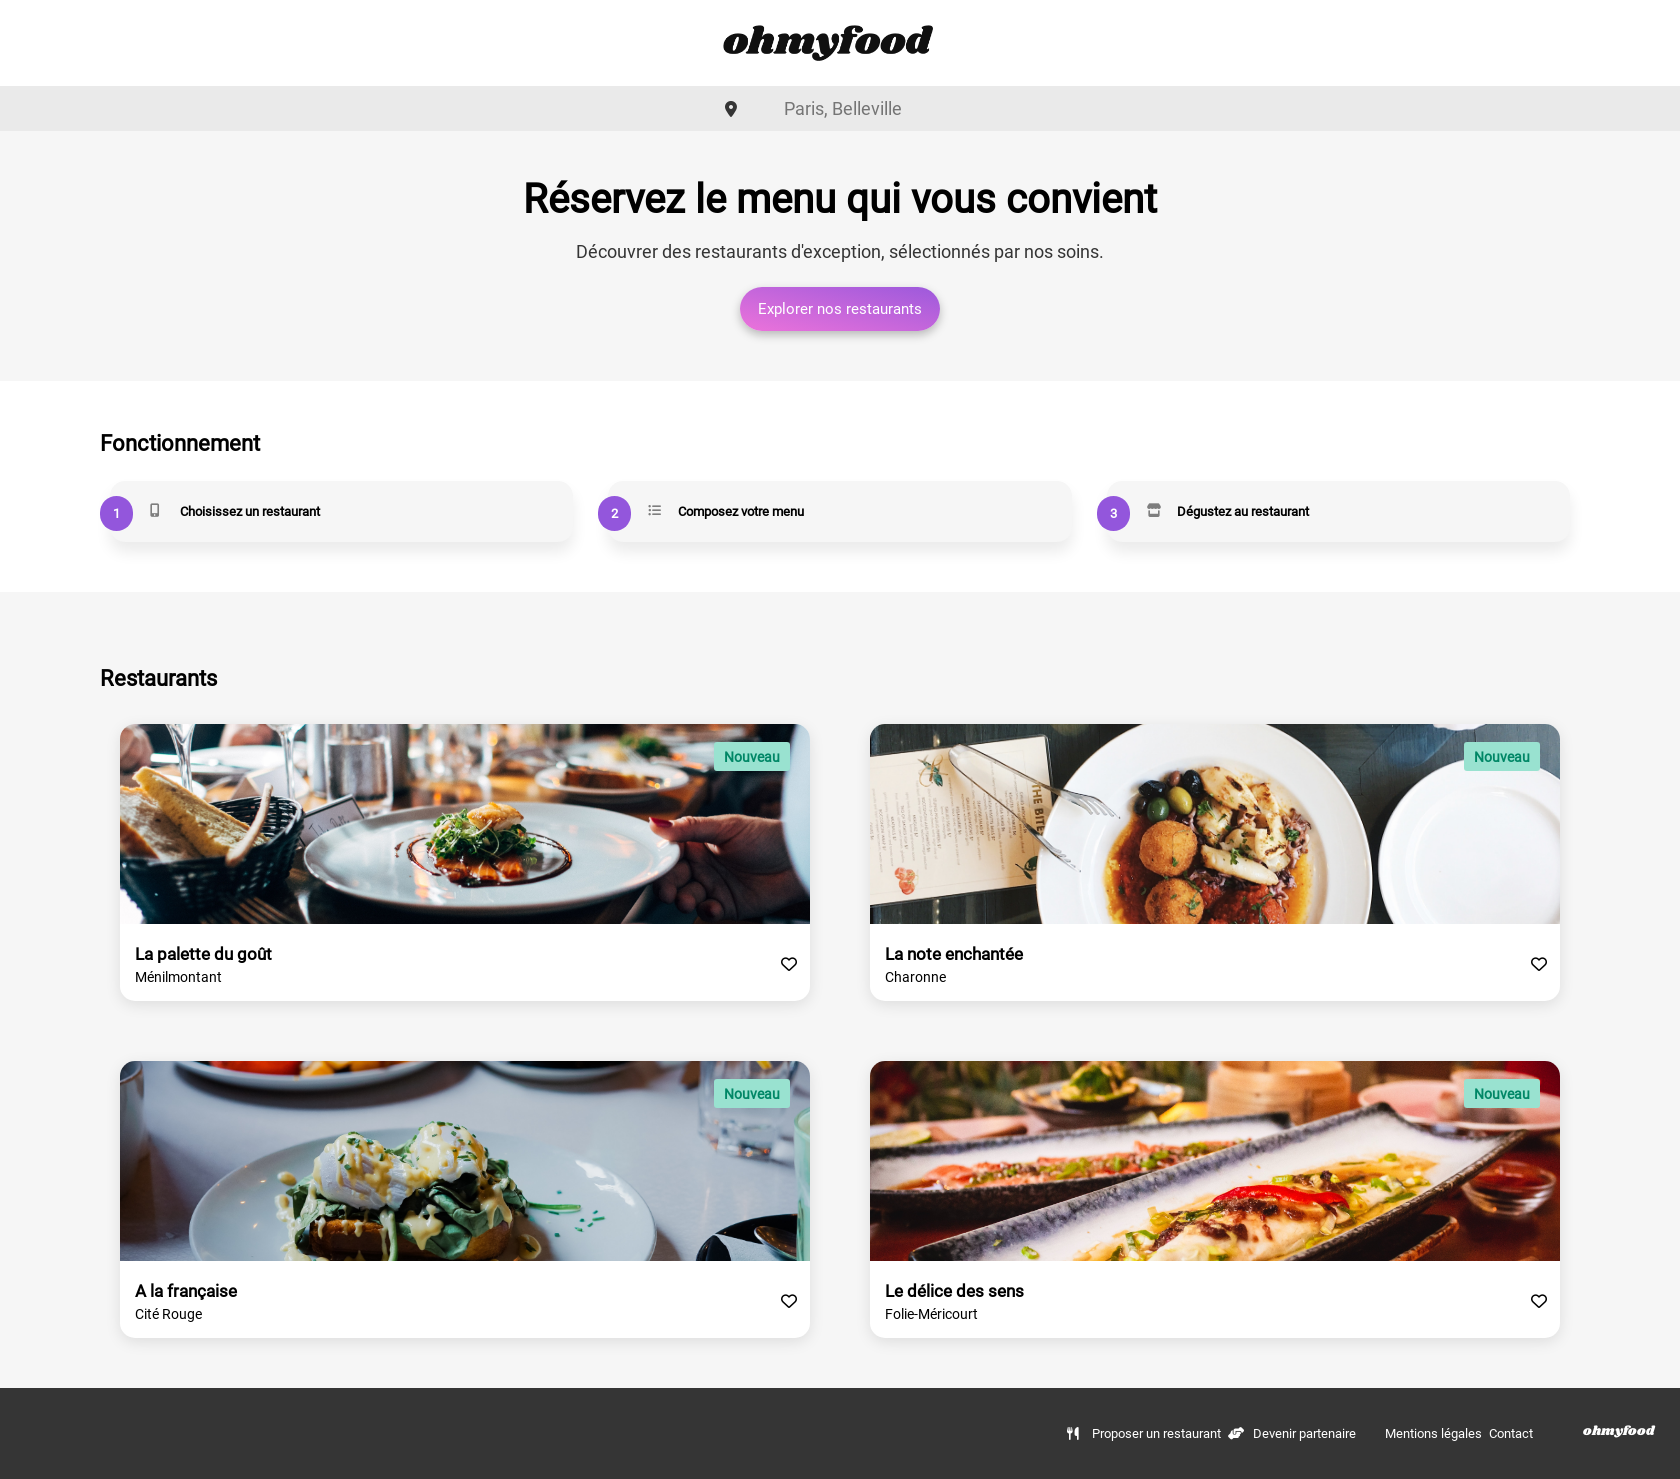 ohmyfood
Paris, Belleville
Réservez le menu qui vous convient
Découvrer des restaurants d'exception, sélectionnés par nos soins.
Explorer nos restaurants
Fonctionnement
1 Choisissez un restaurant
2 Composez votre menu
3 Dégustez au restaurant
Restaurants
Nouveau
La palette du goût
Ménilmontant
Nouveau
THE BITE
La note enchantée
Charonne
Nouveau
A la française
Cité Rouge
Nouveau
Le délice des sens
Folie-Méricourt
Proposer un restaurant Devenir partenaire Mentions légales Contact ohmyfood